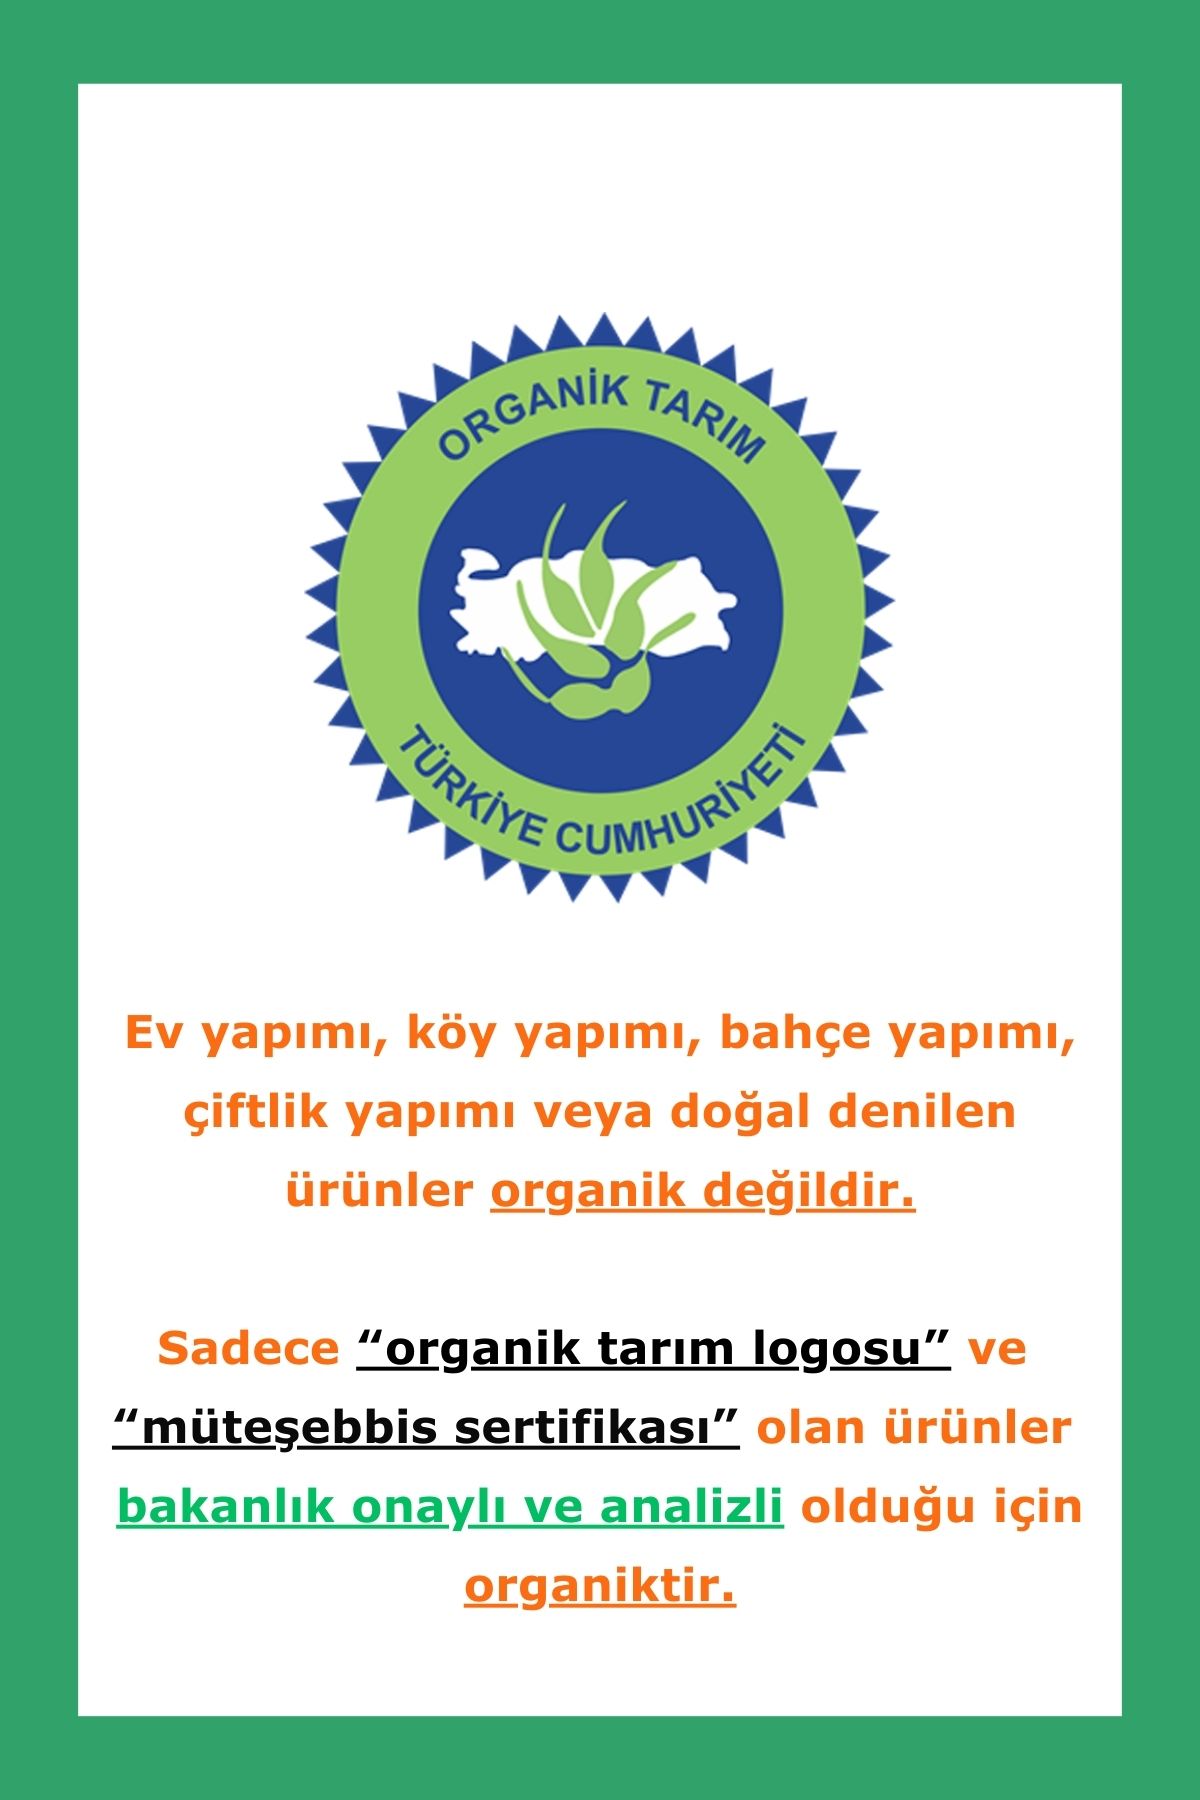 ORGANİK TARIM
TÜRKİYE CUMHURİYETİ
Ev yapımı, köy yapımı, bahçe yapımı,
çiftlik yapımı veya doğal denilen
ürünler organik değildir.
Sadece “organik tarım logosu” ve
“müteşebbis sertifikası” olan ürünler
bakanlık onaylı ve analizli olduğu için
organiktir.